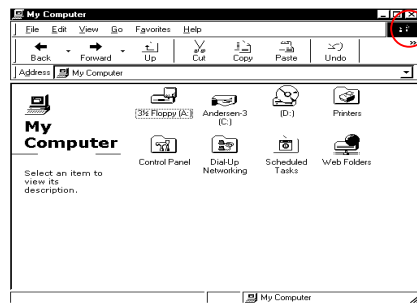 My Computer
File Edit View Go Favorites Help
Back Forward Up Cut Copy Paste Undo
Address My Computer
My Computer
Select an item to view its description.
3½ Floppy (A:)
Andersen-3 (C:)
(D:)
Printers
Control Panel
Dial-Up Networking
Scheduled Tasks
Web Folders
My Computer